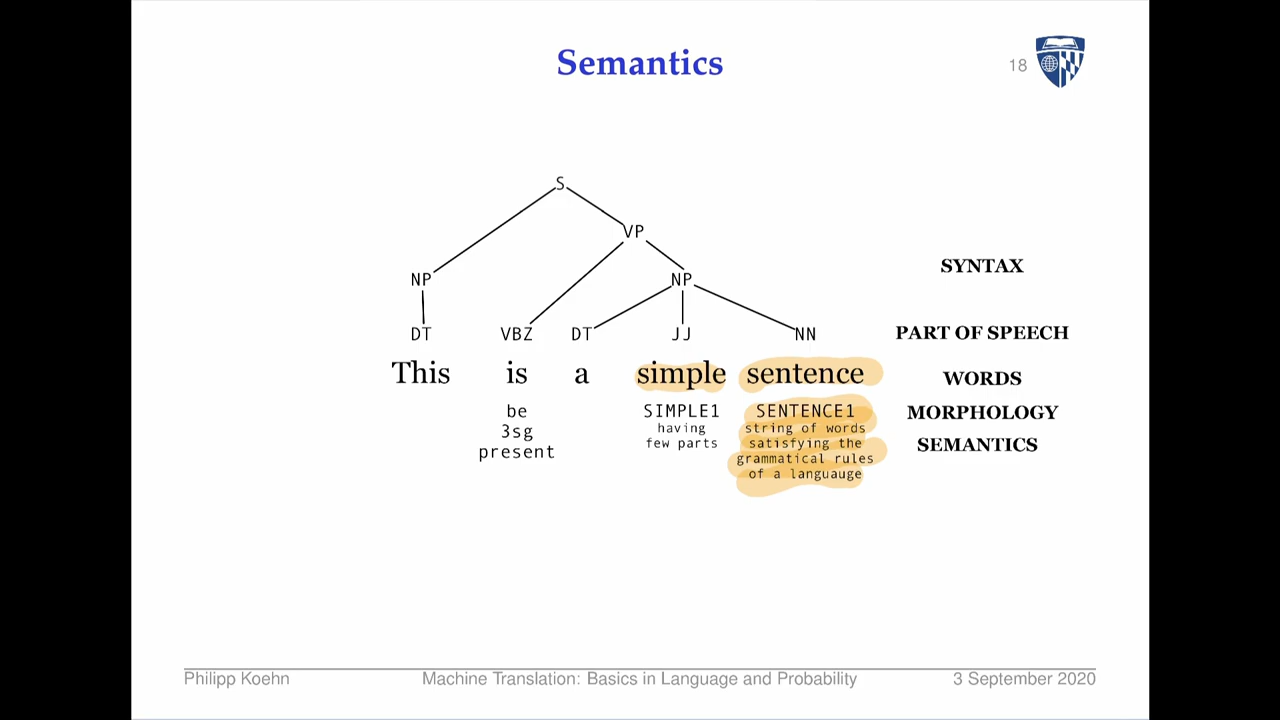 Semantics
18
S
VP
NP NP
SYNTAX
DT VBZ DT JJ NN PART OF SPEECH
This is a simple sentence WORDS
be SIMPLE1 SENTENCE1 MORPHOLOGY
3sg having string of words
present few parts satisfying the SEMANTICS
grammatical rules
of a languauge
Philipp Koehn Machine Translation: Basics in Language and Probability 3 September 2020